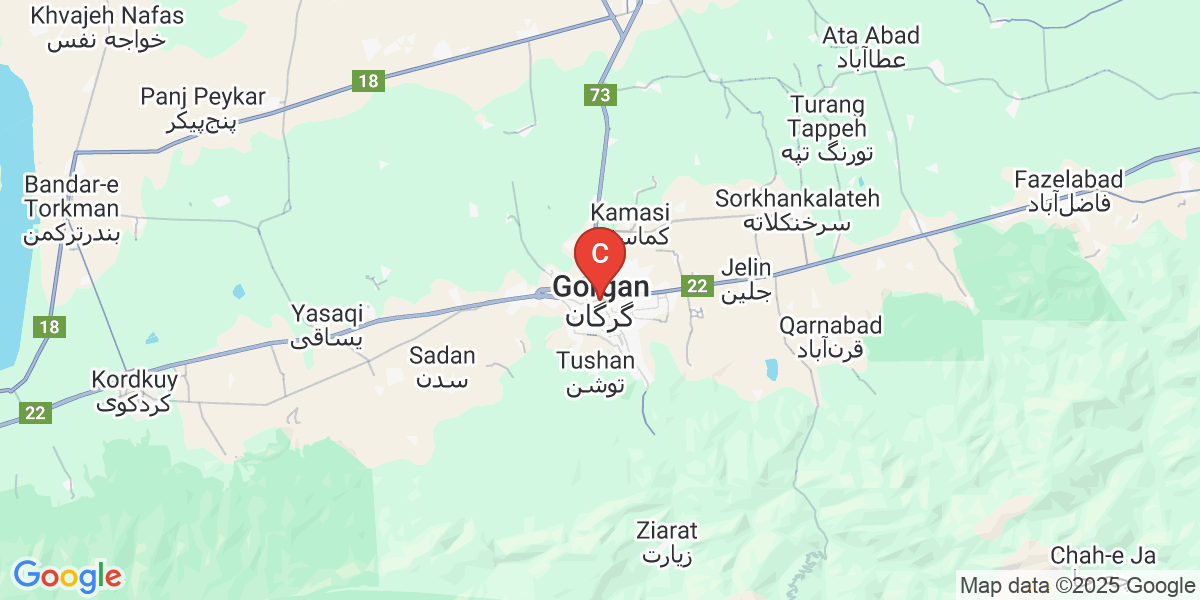 Khvajeh Nafas
خواجه نفس
Ata Abad
عطاآباد
18
73
Panj Peykar
پنج‌پیکر
Turang
Tappeh
تورنگ تپه
Bandar-e
Torkman
بندرترکمن
Fazelabad
فاضل‌آباد
Sorkhankalateh
سرخنکلاته
Kamasi
C
Gorgan
گرگان
22
Jelin
جلین
Yasaqi
یساقی
18
Qarnabad
قرن‌آباد
Sadan
سدن
Tushan
توشن
Kordkuy
کردکوی
22
Ziarat
زیارت
Chah-e Ja
Google
Map data ©2025 Google